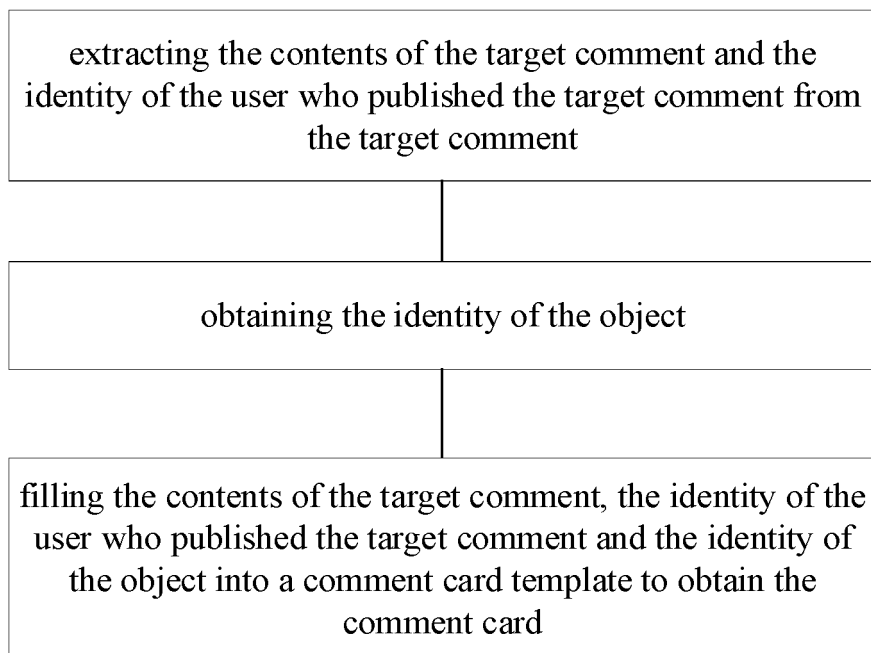 extracting the contents of the target comment and the
identity of the user who published the target comment from
the target comment
obtaining the identity of the object
filling the contents of the target comment, the identity of the
user who published the target comment and the identity of
the object into a comment card template to obtain the
comment card